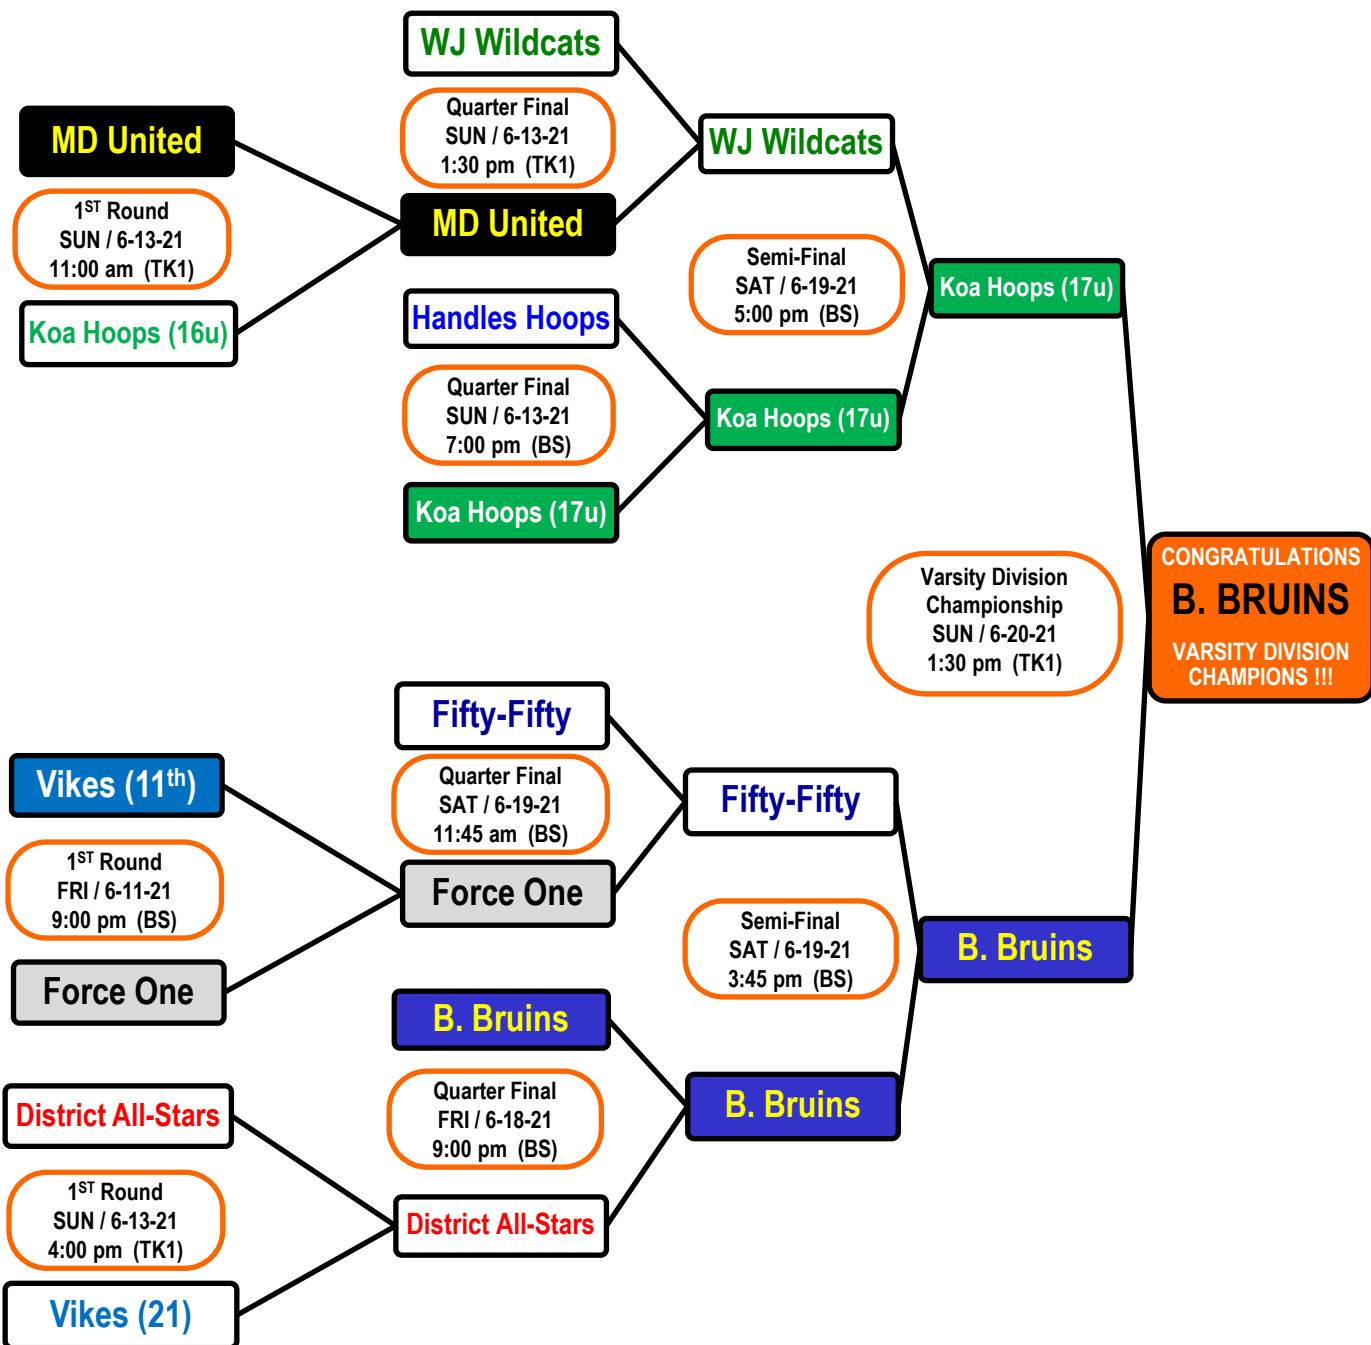 WJ Wildcats
Quarter Final
SUN / 6-13-21
1:30 pm (TK1)
MD United
WJ Wildcats
1ST Round
SUN / 6-13-21
11:00 am (TK1)
MD United
Semi-Final
SAT / 6-19-21
5:00 pm (BS)
Koa Hoops (17u)
Koa Hoops (16u)
Handles Hoops
Quarter Final
SUN / 6-13-21
7:00 pm (BS)
Koa Hoops (17u)
Koa Hoops (17u)
Varsity Division
Championship
SUN / 6-20-21
1:30 pm (TK1)
CONGRATULATIONS
B. BRUINS
VARSITY DIVISION
CHAMPIONS !!!
Fifty-Fifty
Vikes (11th)
Quarter Final
SAT / 6-19-21
11:45 am (BS)
Fifty-Fifty
1ST Round
FRI / 6-11-21
9:00 pm (BS)
Force One
Semi-Final
SAT / 6-19-21
3:45 pm (BS)
B. Bruins
Force One
B. Bruins
Quarter Final
FRI / 6-18-21
9:00 pm (BS)
B. Bruins
District All-Stars
1ST Round
SUN / 6-13-21
4:00 pm (TK1)
District All-Stars
Vikes (21)